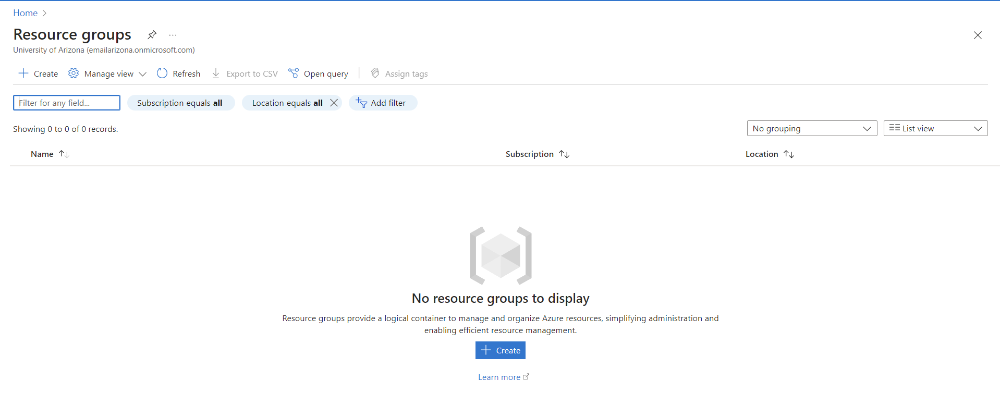 Home
Resource groups
University of Arizona (emailarizona.onmicrosoft.com)
Create Manage view Refresh Export to CSV Open query Assign tags
Filter for any field... Subscription equals all Location equals all Add filter
Showing 0 to 0 of 0 records. No grouping List view
Name Subscription Location
No resource groups to display
Resource groups provide a logical container to manage and organize Azure resources, simplifying administration and
enabling efficient resource management.
Create
Learn more